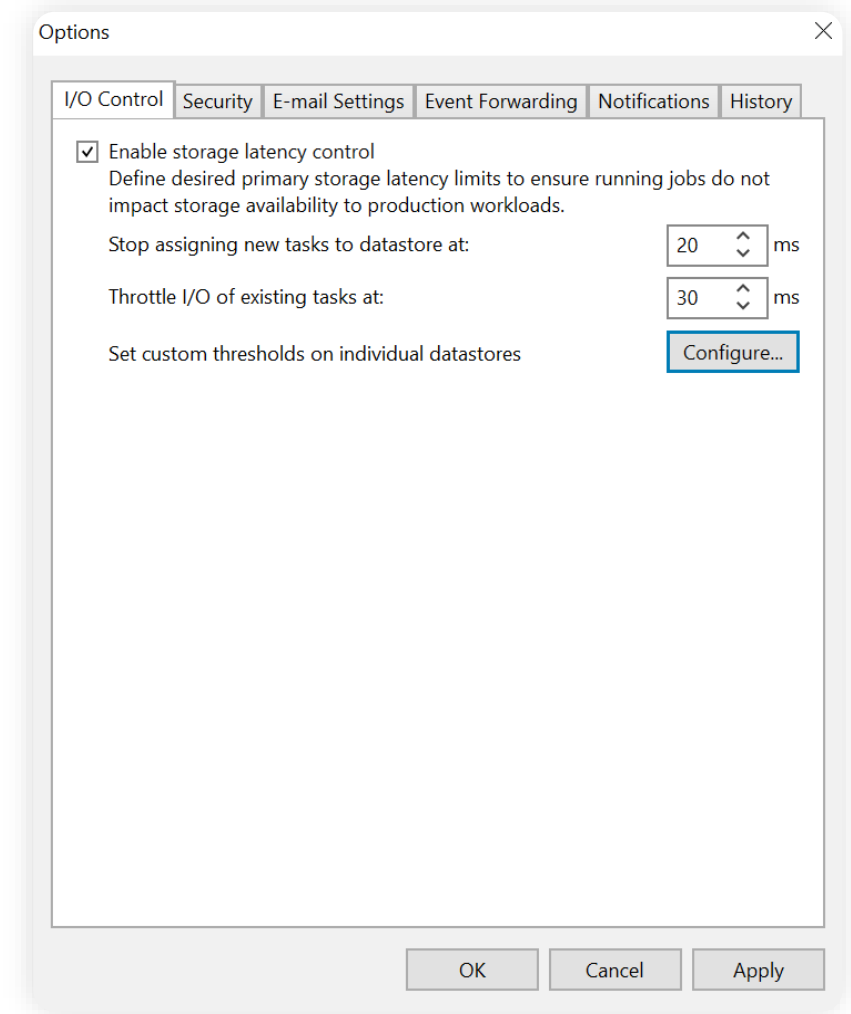 Options
I/O Control Security E-mail Settings Event Forwarding Notifications History
Enable storage latency control
Define desired primary storage latency limits to ensure running jobs do not
impact storage availability to production workloads.
Stop assigning new tasks to datastore at: 20 ms
Throttle I/O of existing tasks at: 30 ms
Set custom thresholds on individual datastores Configure...
OK Cancel Apply